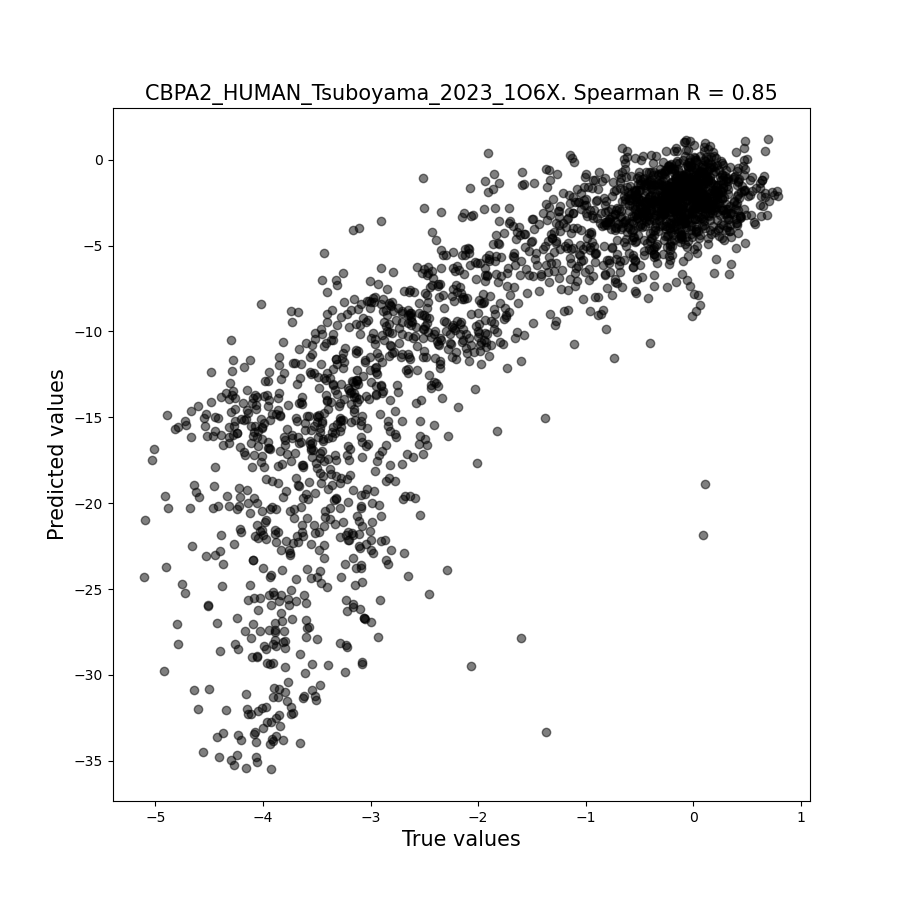 CBPA2_HUMAN_Tsuboyama_2023_1O6X. Spearman R = 0.85
0
−5
−10
−15
−20
−25
−30
−35
Predicted values
−5 −4 −3 −2 −1 0 1
True values